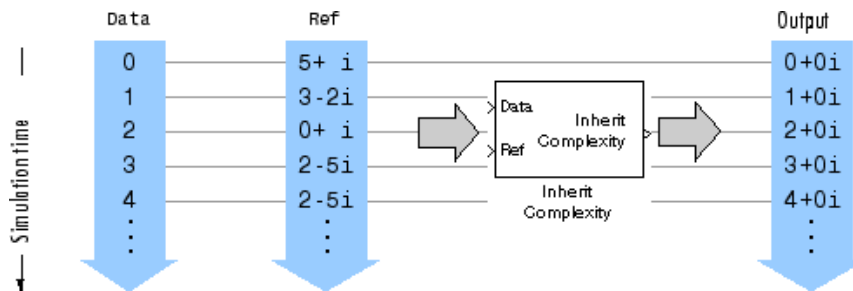 Data Ref Output
0 5+ i 0+0i
1 3-2i 1+0i
2 0+ i 2+0i
3 2-5i 3+0i
4 2-5i 4+0i
Simulation time
Data
Ref
Inherit
Complexity
Inherit
Complexity